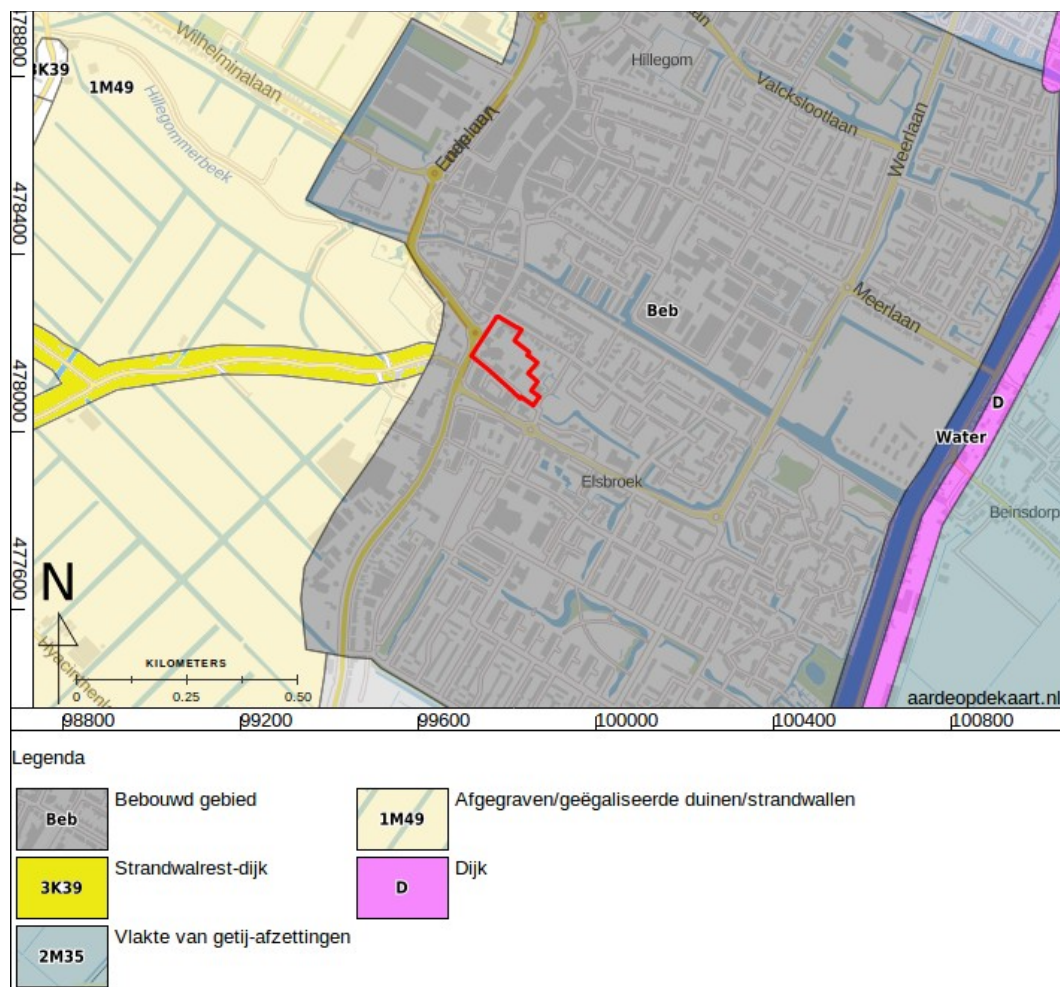 478800
478400
478000
477600
3K39
1M49
Wilhelminalaan
Hillegommerbeek
Hillegom
Valckslootlaan
Weerlaan
Meerlaan
Beb
D
Water
Elsbroek
Beinsdorp
N
KILOMETERS
0 0.25 0.50
aardeopdekaart.nl
98800 99200 99600 100000 100400 100800
Legenda
Beb Bebouwd gebied
1M49 Afgegraven/geëgaliseerde duinen/strandwallen
3K39 Strandwalrest-dijk
D Dijk
2M35 Vlakte van getij-afzettingen